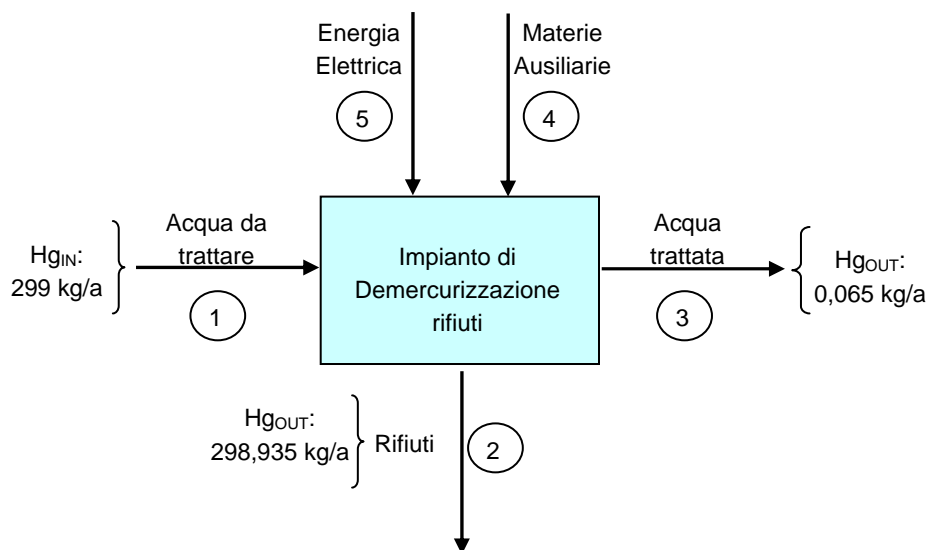 Energia
Elettrica
5
Materie
Ausiliarie
4
Hg_IN:
299 kg/a
Acqua da
trattare
1
Impianto di
Demercurizzazione
rifiuti
Acqua
trattata
3
Hg_OUT:
0,065 kg/a
Hg_OUT:
298,935 kg/a
Rifiuti
2